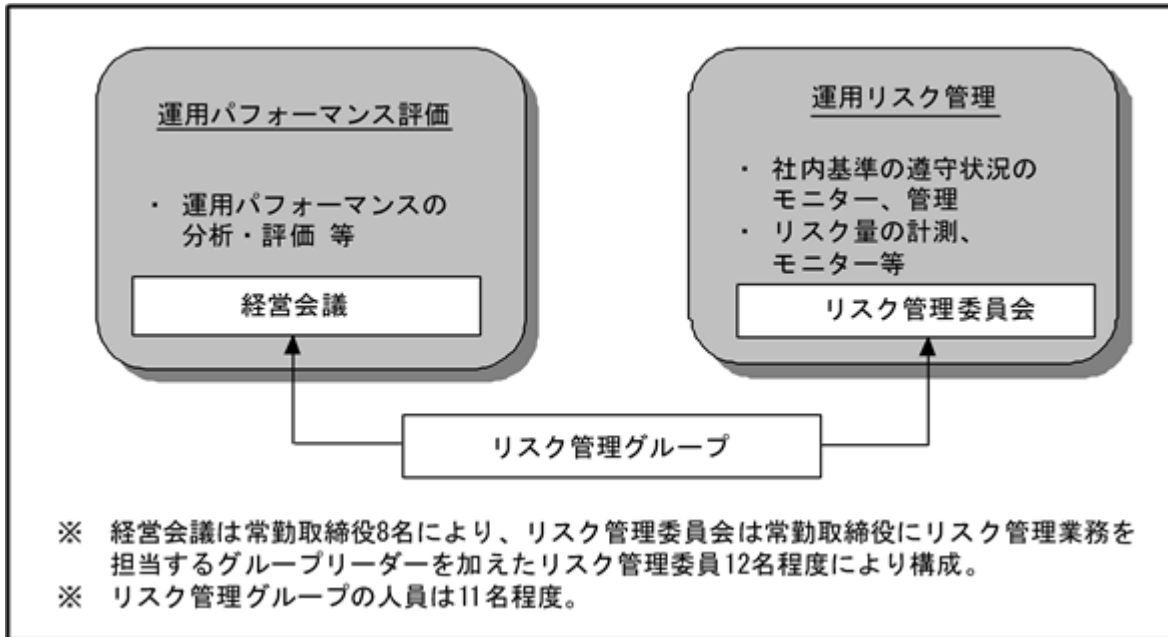 運用パフォーマンス評価
・ 運用パフォーマンスの
分析・評価 等
経営会議
運用リスク管理
・ 社内基準の遵守状況の
モニター、管理
・ リスク量の計測、
モニター等
リスク管理委員会
リスク管理グループ
※ 経営会議は常勤取締役8名により、リスク管理委員会は常勤取締役にリスク管理業務を
担当するグループリーダーを加えたリスク管理委員12名程度により構成。
※ リスク管理グループの人員は11名程度。